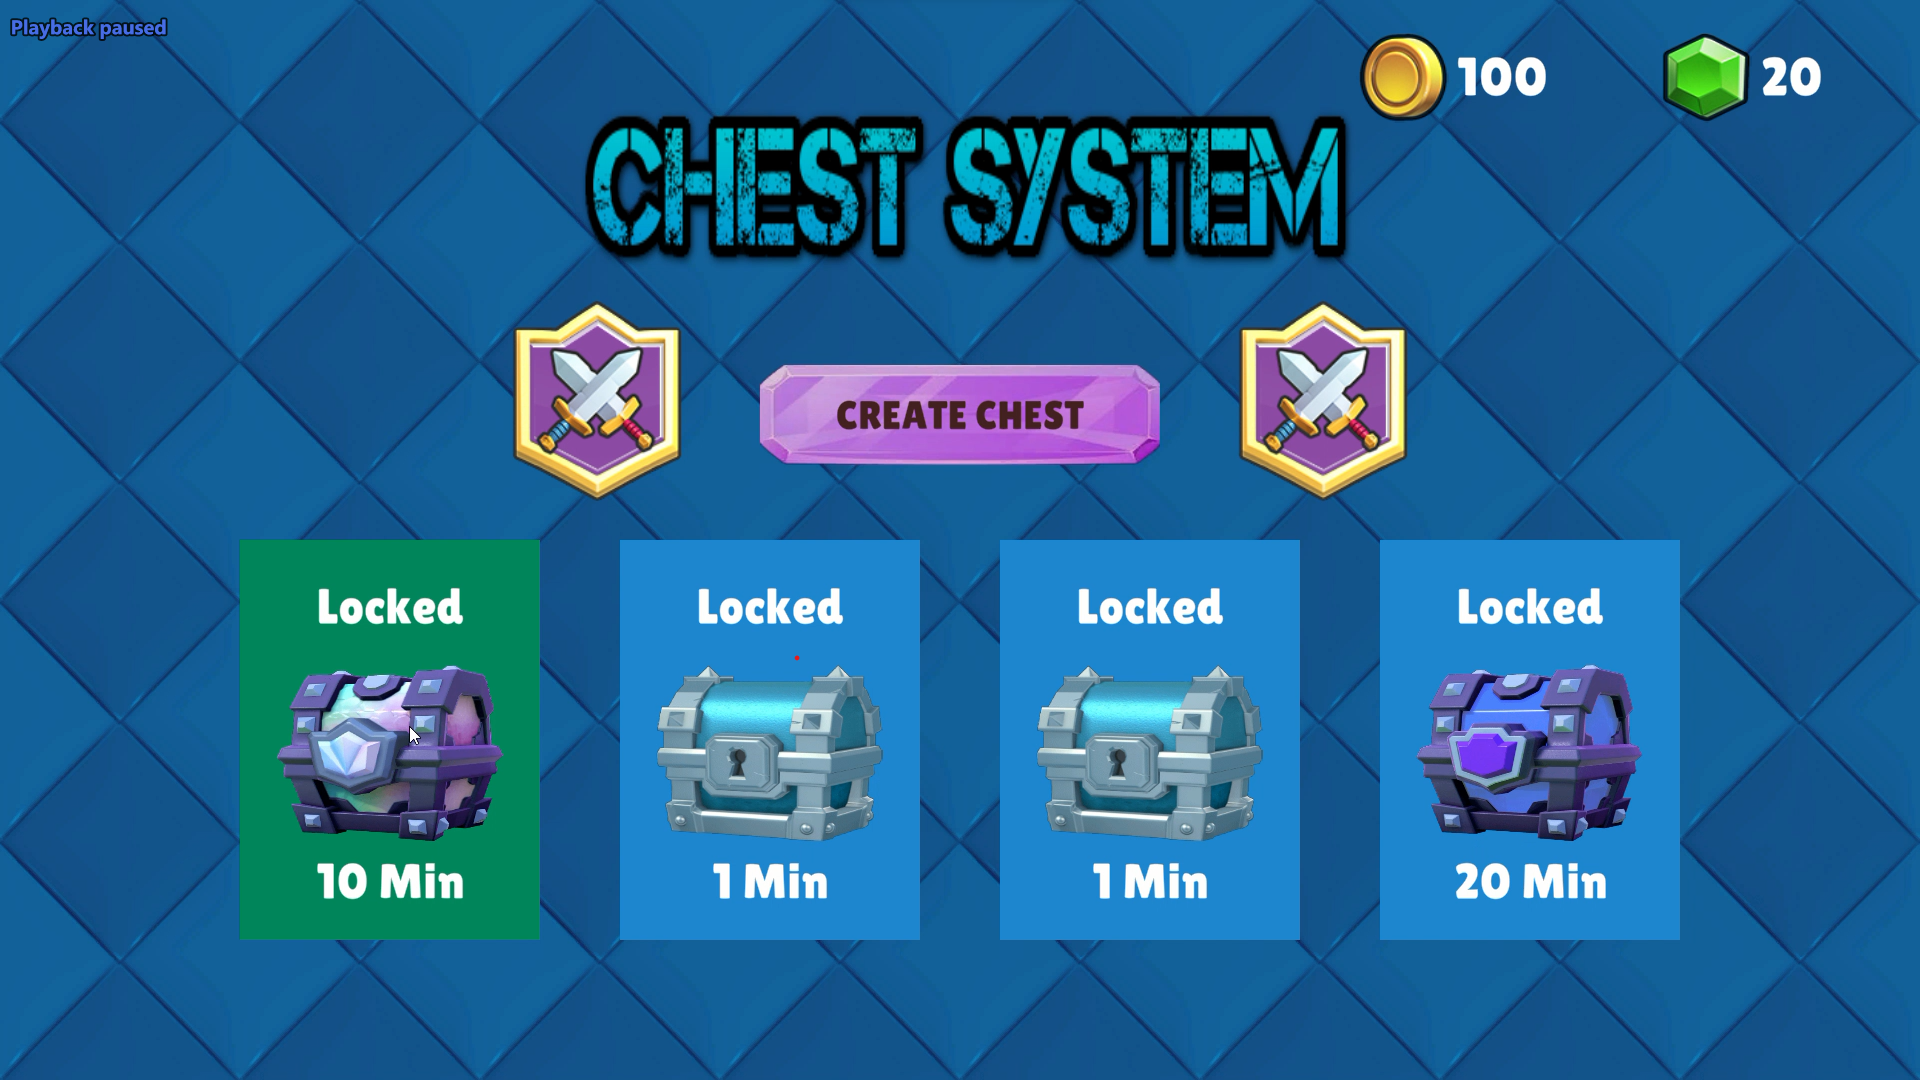 Playback paused
100
20
CHEST SYSTEM
CREATE CHEST
Locked
Locked
Locked
Locked
10 Min
1 Min
1 Min
20 Min